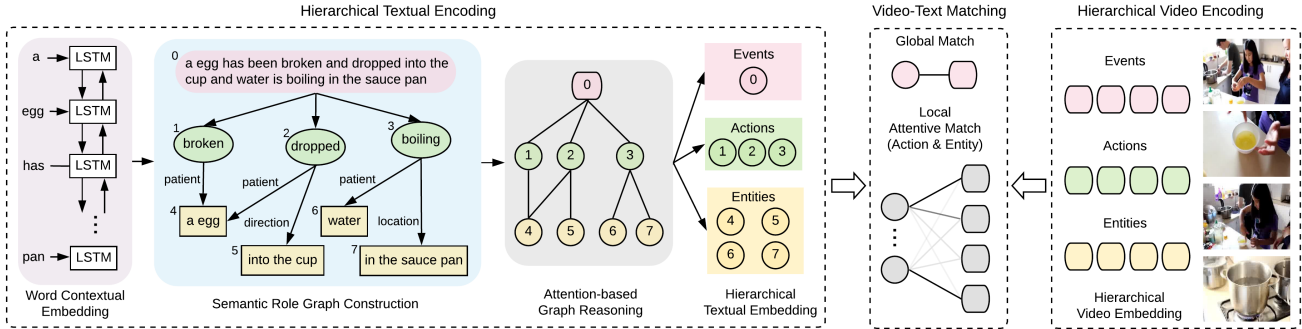 Hierarchical Textual Encoding
a
LSTM
egg
LSTM
has
LSTM
...
pan
LSTM
Word Contextual
Embedding
0
a egg has been broken and dropped into the
cup and water is boiling in the sauce pan
1
broken
2
dropped
3
boiling
patient
patient
patient
direction
location
4
a egg
6
water
5
into the cup
7
in the sauce pan
Semantic Role Graph Construction
0
1
2
3
4
5
6
7
Attention-based
Graph Reasoning
Events
0
Actions
1 2 3
Entities
4 5
6 7
Hierarchical
Textual Embedding
Video-Text Matching
Global Match
Local
Attentive Match
(Action & Entity)
Hierarchical Video Encoding
Events
Actions
Entities
Hierarchical
Video Embedding